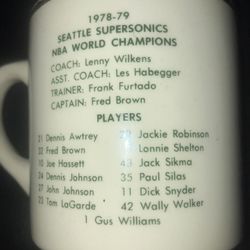 1978-79
SEATTLE SUPERSONICS
NBA WORLD CHAMPIONS
COACH: Lenny Wilkens
ASST. COACH: Les Habegger
TRAINER: Frank Furtado
CAPTAIN: Fred Brown
PLAYERS
21 Dennis Awtrey
32 Fred Brown
10 Joe Hassett
24 Dennis Johnson
27 John Johnson
23 Tom LaGarde
Jackie Robinson
Lonnie Shelton
43 Jack Sikma
35 Paul Silas
11 Dick Snyder
42 Wally Walker
1 Gus Williams